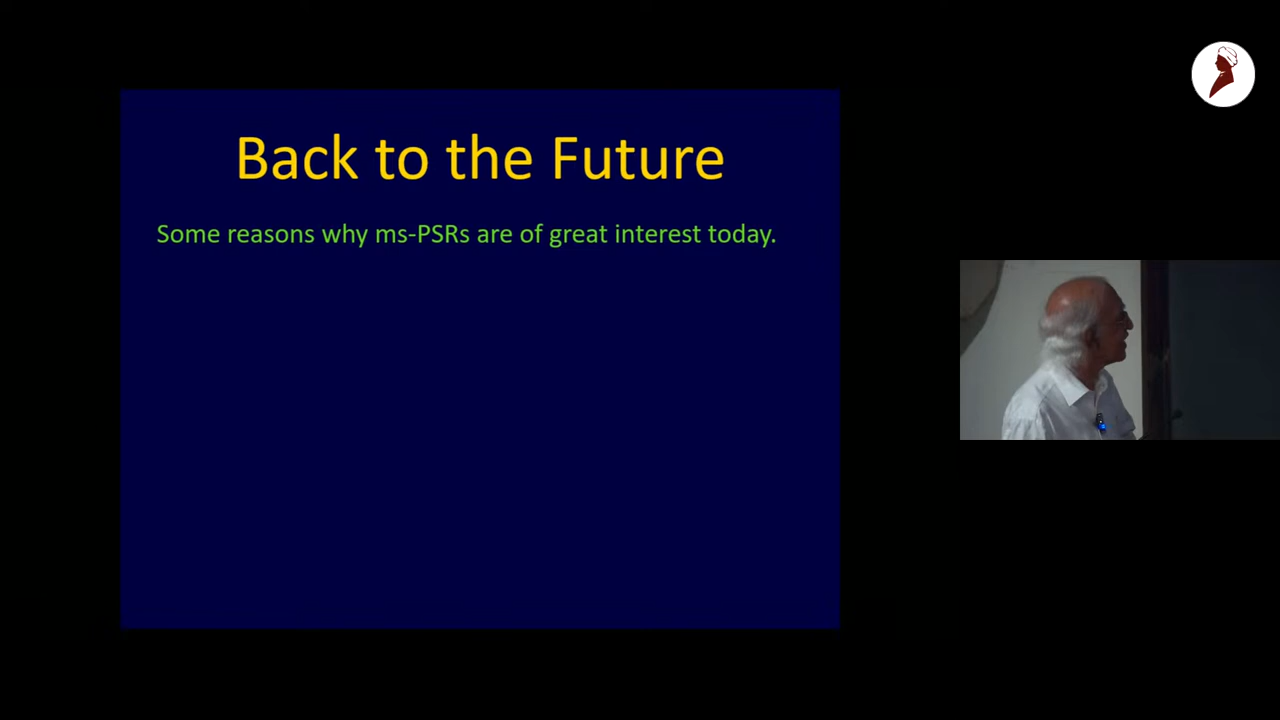 Back to the Future
Some reasons why ms-PSRs are of great interest today.